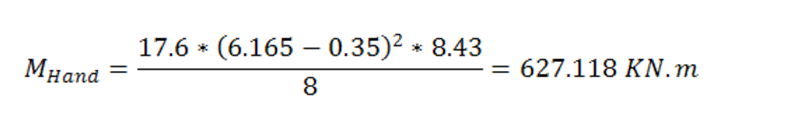 M_Hand = 17.6 * (6.165 − 0.35)² * 8.43 / 8 = 627.118 KN.m